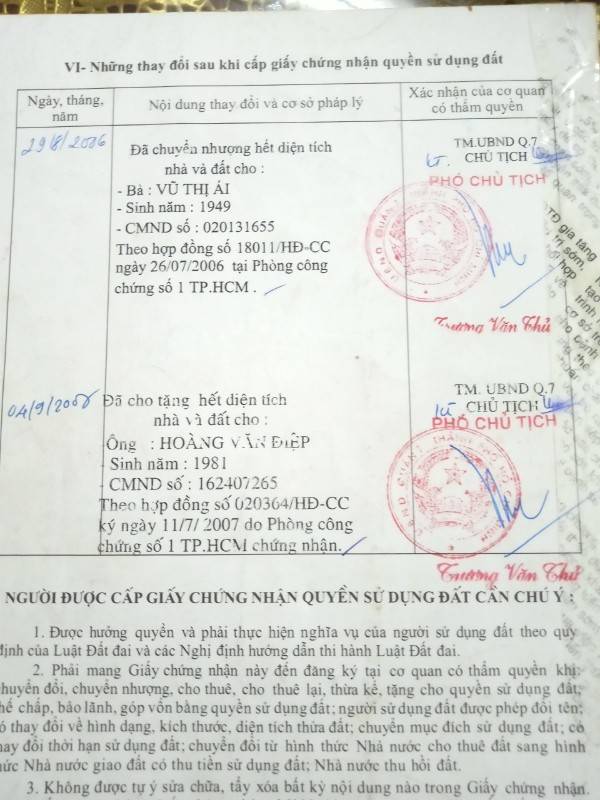 VI- Những thay đổi sau khi cấp giấy chứng nhận quyền sử dụng đất
Ngày, tháng, năm
Nội dung thay đổi và cơ sở pháp lý
Xác nhận của cơ quan có thẩm quyền
29/8/2006
Đã chuyển nhượng hết diện tích
nhà và đất cho :
- Bà : VŨ THỊ ÁI
- Sinh năm : 1949
- CMND số : 020131655
Theo hợp đồng số 18011/HĐ-CC
ngày 26/07/2006 tại Phòng công
chứng số 1 TP.HCM .
TM.UBND Q.7
KT. CHỦ TỊCH
PHÓ CHỦ TỊCH
Trương Văn Thủ
Đã cho tặng hết diện tích
nhà và đất cho :
Ông : HOÀNG VĂN ĐIỆP
- Sinh năm : 1981
- CMND số : 162407265
Theo hợp đồng số 020364/HĐ-CC
ký ngày 11/7/ 2007 do Phòng công
chứng số 1 TP.HCM chứng nhận.
TM. UBND Q.7
KT CHỦ TỊCH
PHÓ CHỦ TỊCH
Trương Văn Thủ
NGƯỜI ĐƯỢC CẤP GIẤY CHỨNG NHẬN QUYỀN SỬ DỤNG ĐẤT CẦN CHÚ Ý :
1. Được hưởng quyền và phải thực hiện nghĩa vụ của người sử dụng đất theo quy
định của Luật Đất đai và các Nghị định hướng dẫn thi hành Luật Đất đai.
2. Phải mang Giấy chứng nhận này đến đăng ký tại cơ quan có thẩm quyền khi:
chuyển đổi, chuyển nhượng, cho thuê, cho thuê lại, thừa kế, tặng cho quyền sử dụng đất;
thế chấp, bảo lãnh, góp vốn bằng quyền sử dụng đất; người sử dụng đất được phép đổi tên;
có thay đổi về hình dạng, kích thước, diện tích thửa đất; chuyển mục đích sử dụng đất; có
thay đổi thời hạn sử dụng đất; chuyển đổi từ hình thức Nhà nước cho thuê đất sang hình
thức Nhà nước giao đất có thu tiền sử dụng đất; Nhà nước thu hồi đất.
3. Không được tự ý sửa chữa, tẩy xóa bất kỳ nội dung nào trong Giấy chứng nhận.